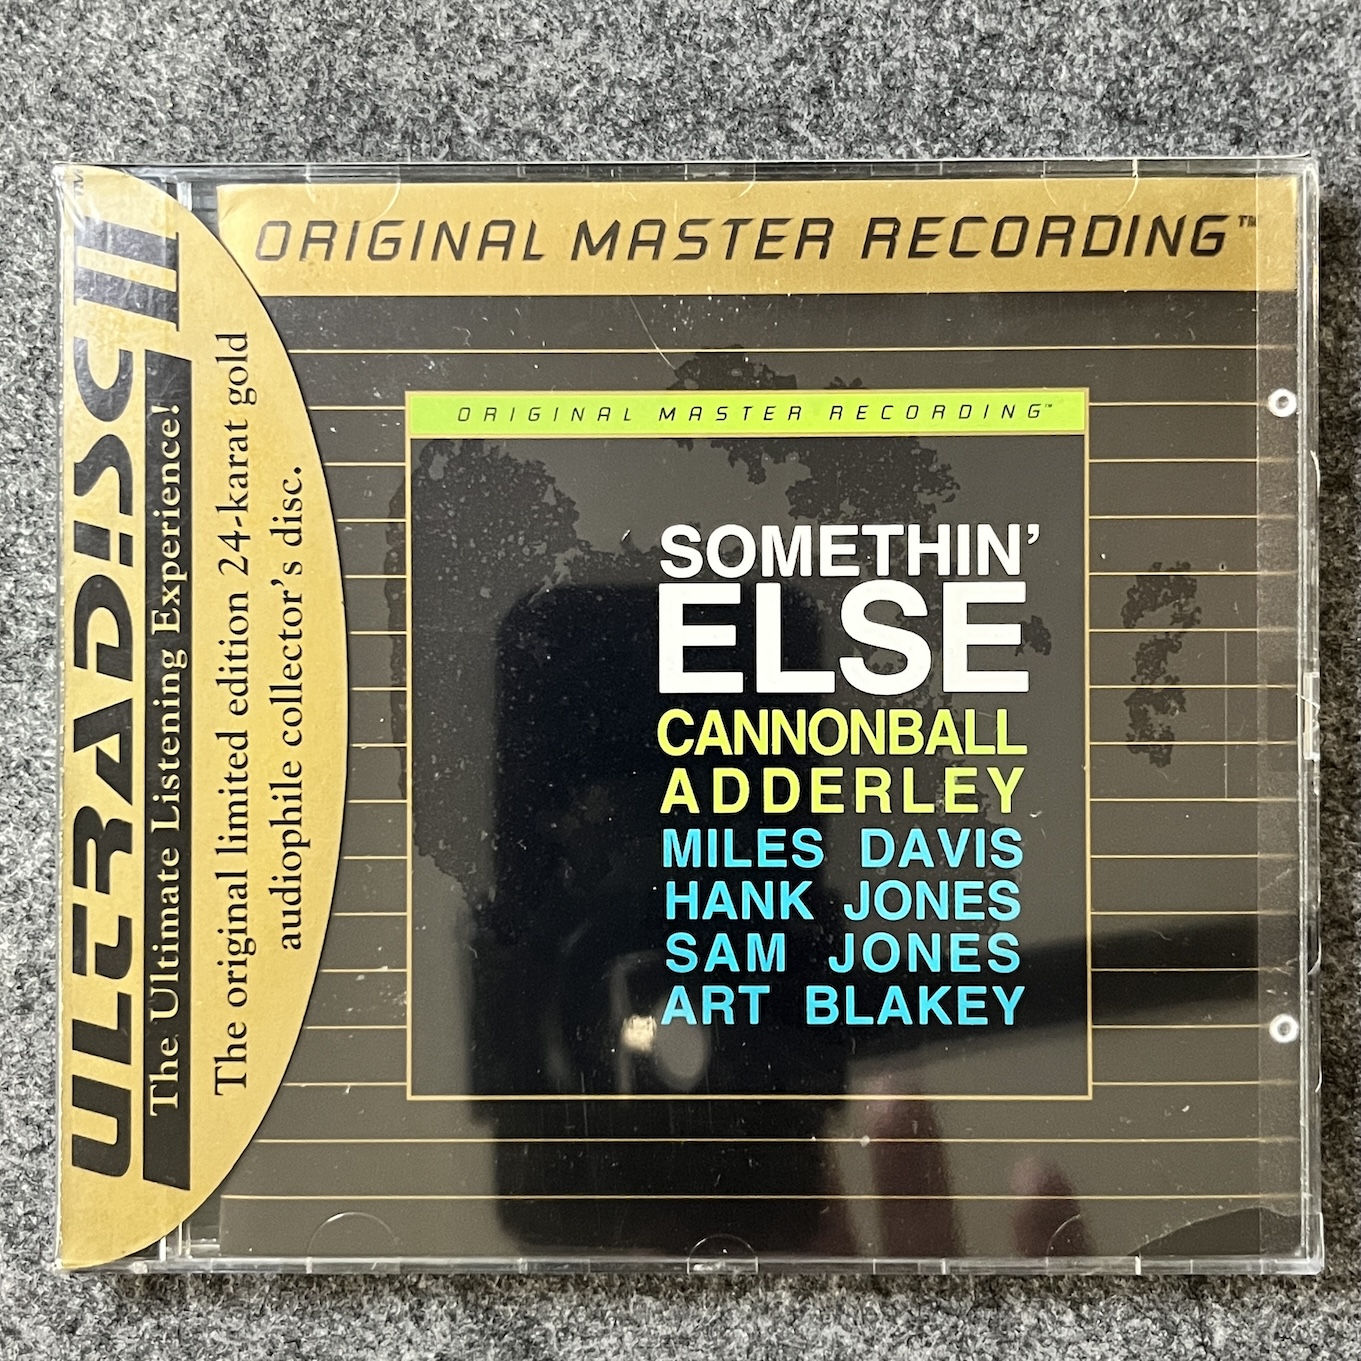 ULTRADISC II™
The Ultimate Listening Experience!
The original limited edition 24-karat gold
audiophile collector's disc.
ORIGINAL MASTER RECORDING™
ORIGINAL MASTER RECORDING™
SOMETHIN'
ELSE
CANNONBALL
ADDERLEY
MILES DAVIS
HANK JONES
SAM JONES
ART BLAKEY